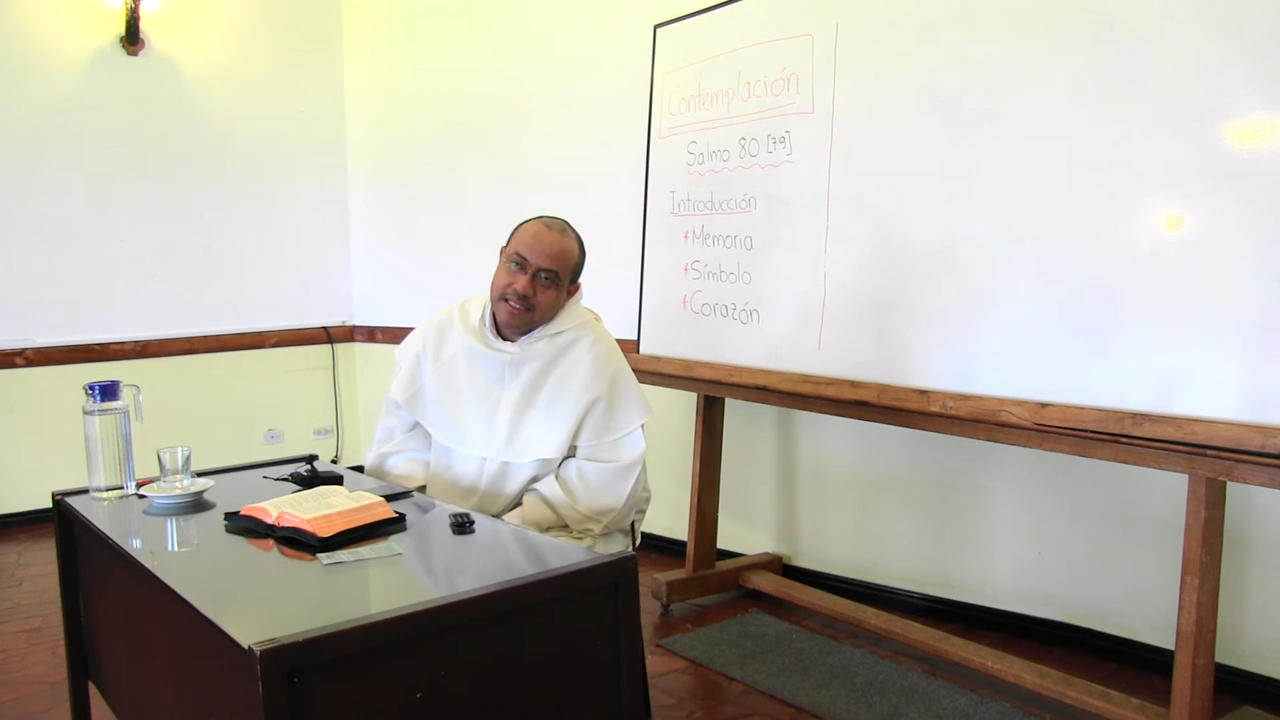 Contemplación
Salmo 80 [79]
Introducción
*Memoria
*Símbolo
*Corazón